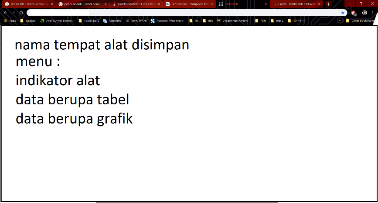 nama tempat alat disimpan
menu :
indikator alat
data berupa tabel
data berupa grafik